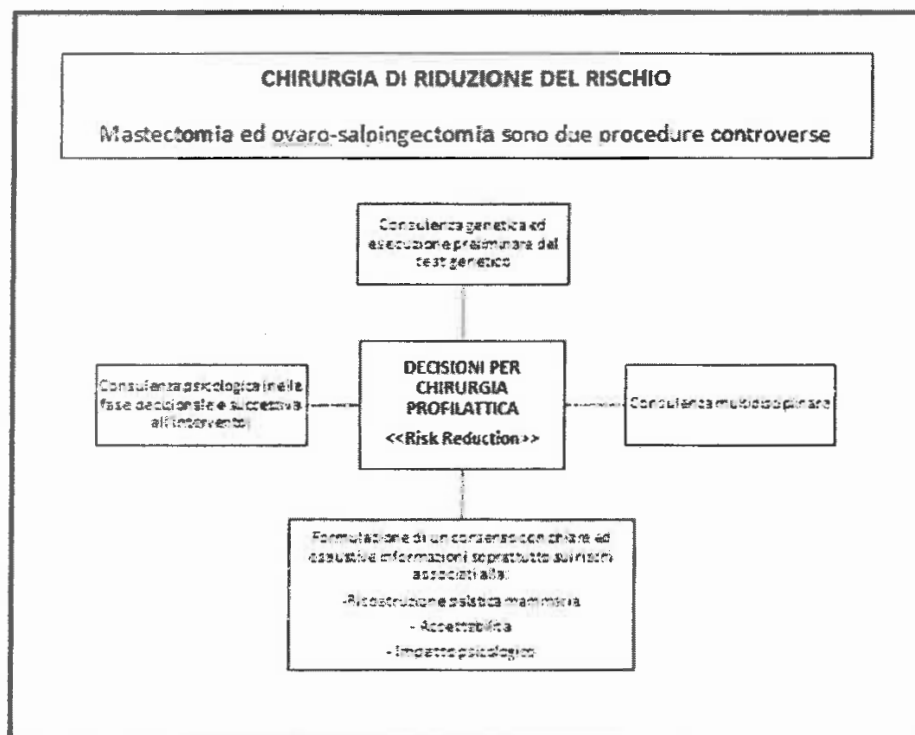 CHIRURGIA DI RIDUZIONE DEL RISCHIO
Mastectomia ed ovaro-salpingectomia sono due procedure controverse
Consulenza genetica ed
esecuzione preliminare del
test genetico
Consulenza psicologica (nella
fase decisionale e successiva
all'intervento)
DECISIONI PER
CHIRURGIA
PROFILATTICA
<<Risk Reduction>>
Consulenza multidisciplinare
Formulazione di un consenso con chiare ed
esaustive informazioni soprattutto sui rischi
associati alla:
-Ricostruzione plastica mammaria
- Accettabilità
- Impatto psicologico